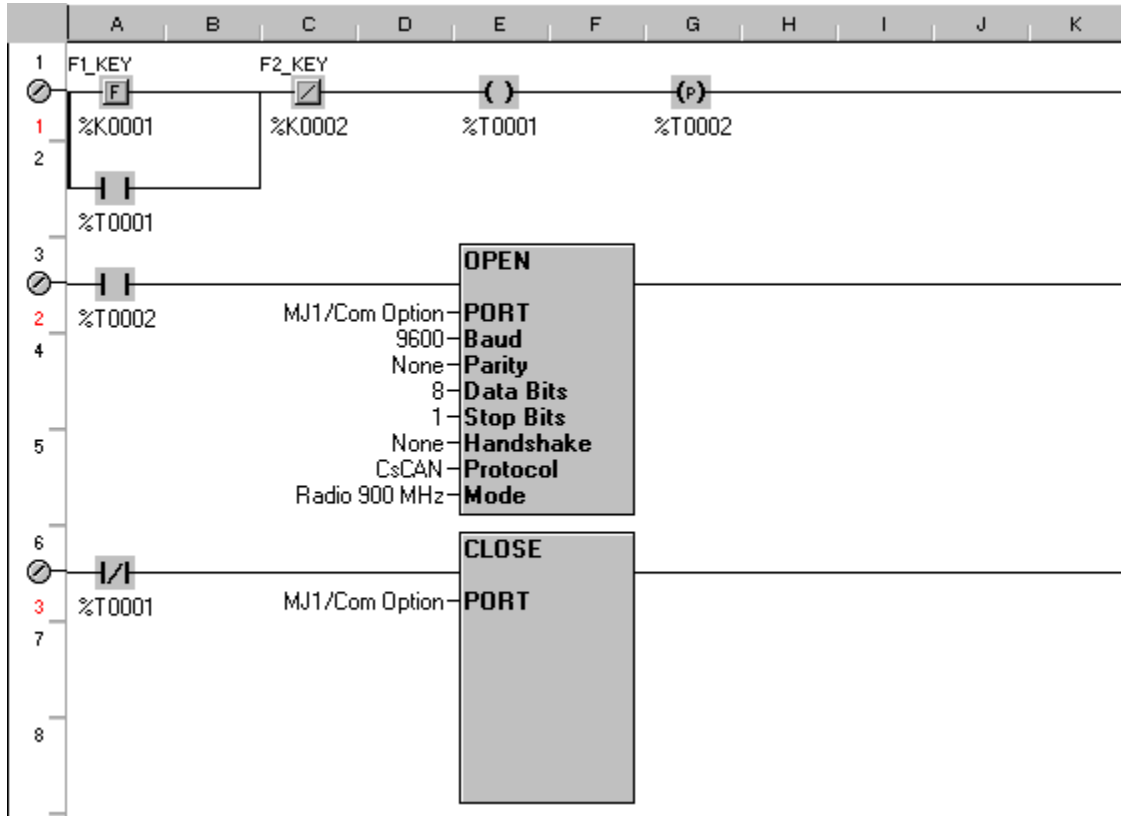 A B C D E F G H I J K
1 F1_KEY F2_KEY
F / ( ) (P)
1 %K0001 %K0002 %T0001 %T0002
2
%T0001
3 OPEN
2 %T0002 MJ1/Com Option PORT
9600 Baud
4
None Parity
8 Data Bits
1 Stop Bits
5 None Handshake
CsCAN Protocol
Radio 900 MHz Mode
6 CLOSE
/
3 %T0001 MJ1/Com Option PORT
7
8